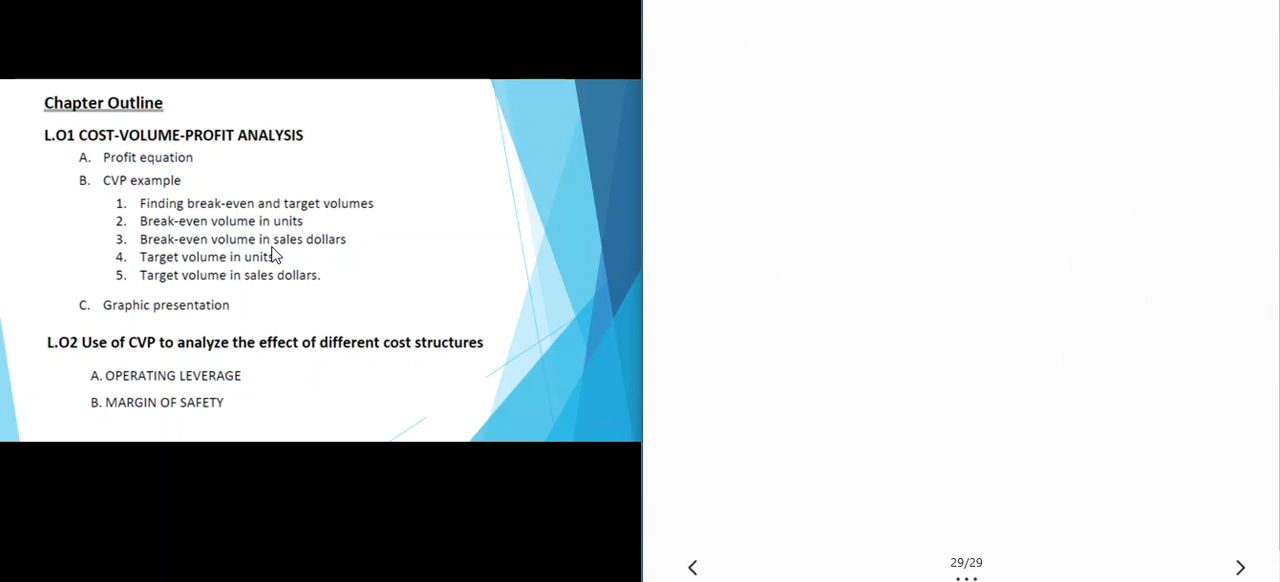 Chapter Outline
L.O1 COST-VOLUME-PROFIT ANALYSIS
A. Profit equation
B. CVP example
1. Finding break-even and target volumes
2. Break-even volume in units
3. Break-even volume in sales dollars
4. Target volume in units
5. Target volume in sales dollars.
C. Graphic presentation
L.O2 Use of CVP to analyze the effect of different cost structures
A. OPERATING LEVERAGE
B. MARGIN OF SAFETY
29/29